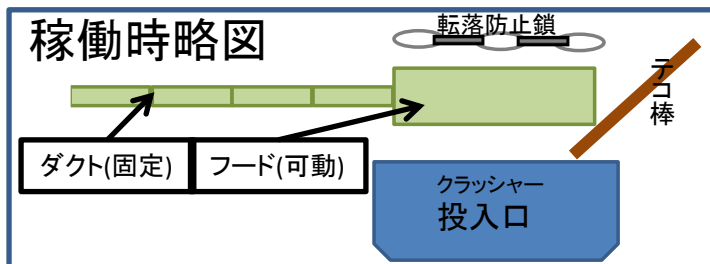 稼働時略図
転落防止鎖
テコ棒
ダクト(固定)
フード(可動)
クラッシャー
投入口